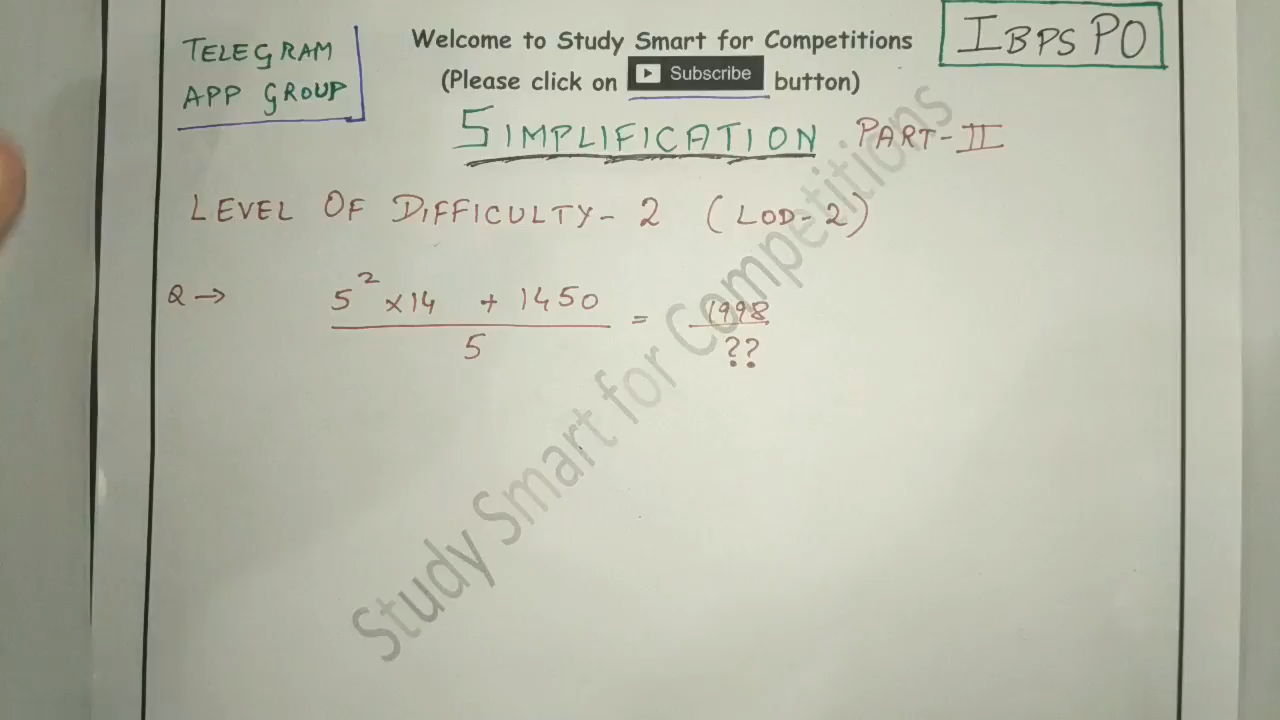 TELEGRAM
APP GROUP
Welcome to Study Smart for Competitions
(Please click on Subscribe button)
IBPS PO
SIMPLIFICATION PART-II
LEVEL OF DIFFICULTY- 2 (LOD-2)
Q → 5² x14 + 1450 / 5 = 1998 / ??
Study Smart for Competitions